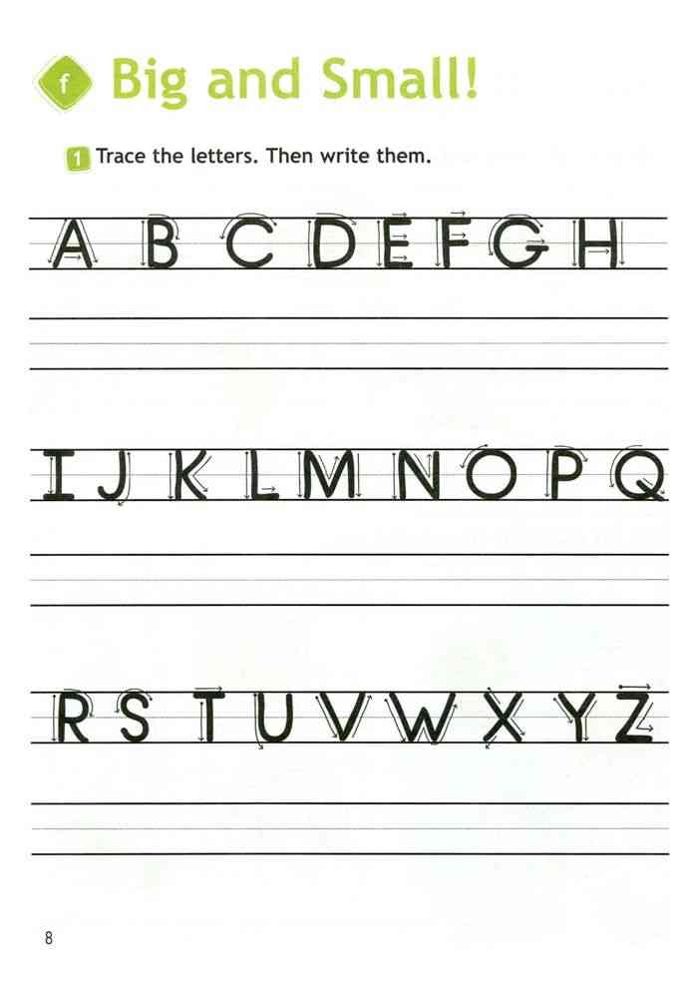 f Big and Small!
1 Trace the letters. Then write them.
A B C D E F G H
I J K L M N O P Q
R S T U V W X Y Z
8